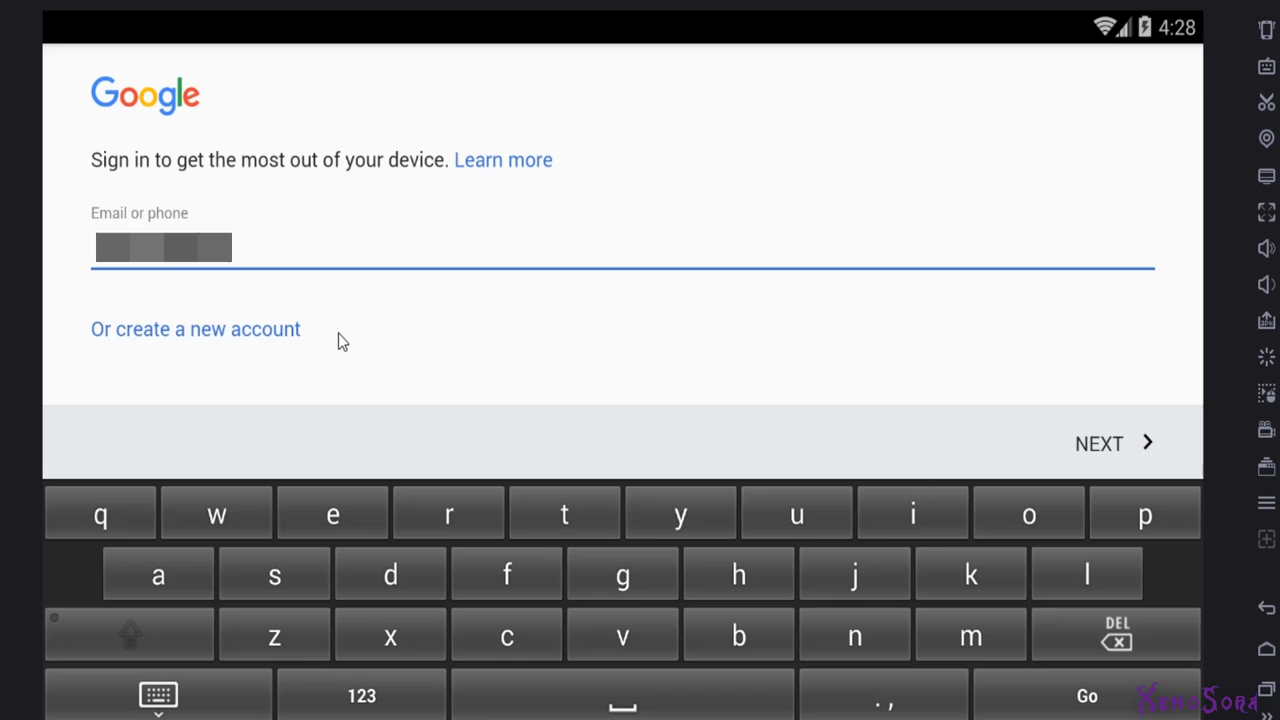 4:28
Google
Sign in to get the most out of your device. Learn more
Email or phone
Or create a new account
NEXT
q w e r t y u i o p
a s d f g h j k l
z x c v b n m DEL
123 . , Go
XenoSora